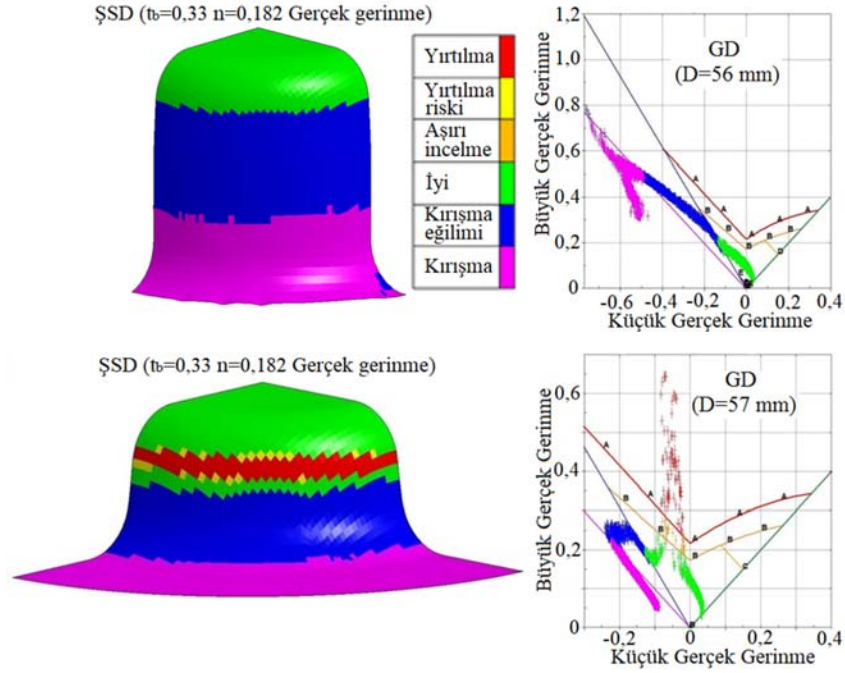 ŞSD (tb=0,33 n=0,182 Gerçek gerinme)
Yırtılma
Yırtılma
riski
Aşırı
incelme
İyi
Kırışma
eğilimi
Kırışma
GD
(D=56 mm)
Büyük Gerçek Gerinme
1,2
1,0
0,8
0,6
0,4
0,2
0
-0,6 -0,4 -0,2 0 0,2 0,4
Küçük Gerçek Gerinme
A
A
A
A
B
B
B
B
C
E
ŞSD (tb=0,33 n=0,182 Gerçek gerinme)
GD
(D=57 mm)
Büyük Gerçek Gerinme
0,6
0,4
0,2
0
-0,2 0 0,2 0,4
Küçük Gerçek Gerinme
A
A
A
A
A
B
B
B
B
B
C